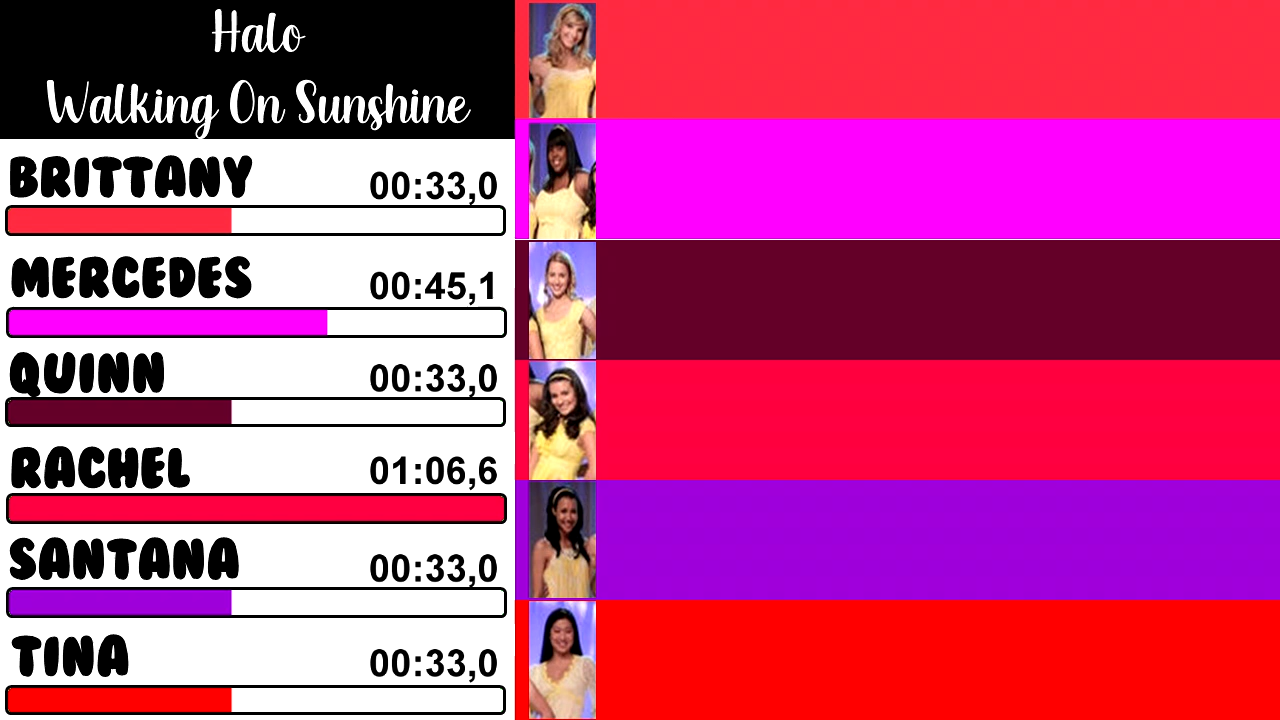 Halo
Walking On Sunshine
BRITTANY 00:33,0
MERCEDES 00:45,1
QUINN 00:33,0
RACHEL 01:06,6
SANTANA 00:33,0
TINA 00:33,0